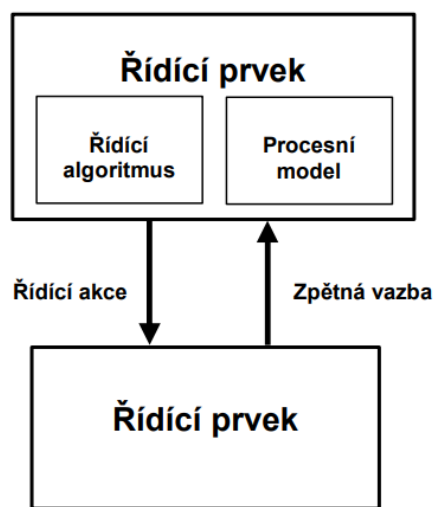 Řídící prvek
Řídící
algoritmus
Procesní
model
Řídící akce
Zpětná vazba
Řídící prvek